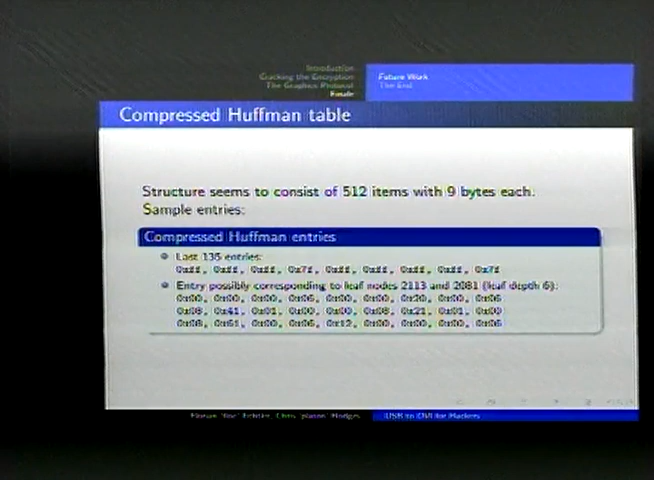 Introduction
Cracking the Encryption
The Graphics Protocol
Finale
Future Work
The End
Compressed Huffman table
Structure seems to consist of 512 items with 9 bytes each.
Sample entries:
Compressed Huffman entries
Last 135 entries:
0xff, 0xff, 0xff, 0x7f, 0xff, 0xff, 0xff, 0xff, 0x7f
Entry possibly corresponding to leaf nodes 2113 and 2081 (leaf depth 6):
0x00, 0x00, 0x00, 0x06, 0x00, 0x00, 0x20, 0x00, 0x06
0x08, 0x41, 0x01, 0x00, 0x00, 0x08, 0x21, 0x01, 0x00
0x08, 0x61, 0x00, 0x06, 0x12, 0x00, 0x00, 0x00, 0x06
Florian Chris Hodges
USB to DVI for Hackers